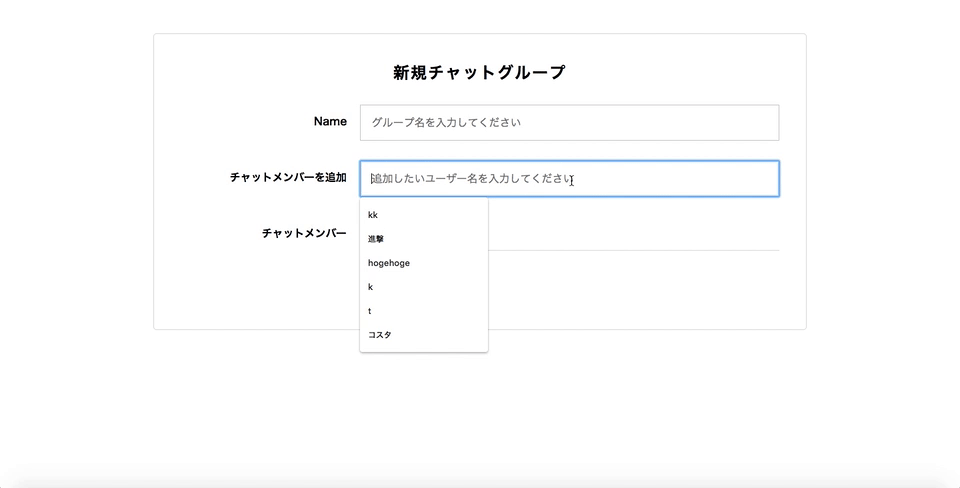 新規チャットグループ
Name
グループ名を入力してください
チャットメンバーを追加
追加したいユーザー名を入力してください
kk
進撃
チャットメンバー
hogehoge
k
t
コスタ